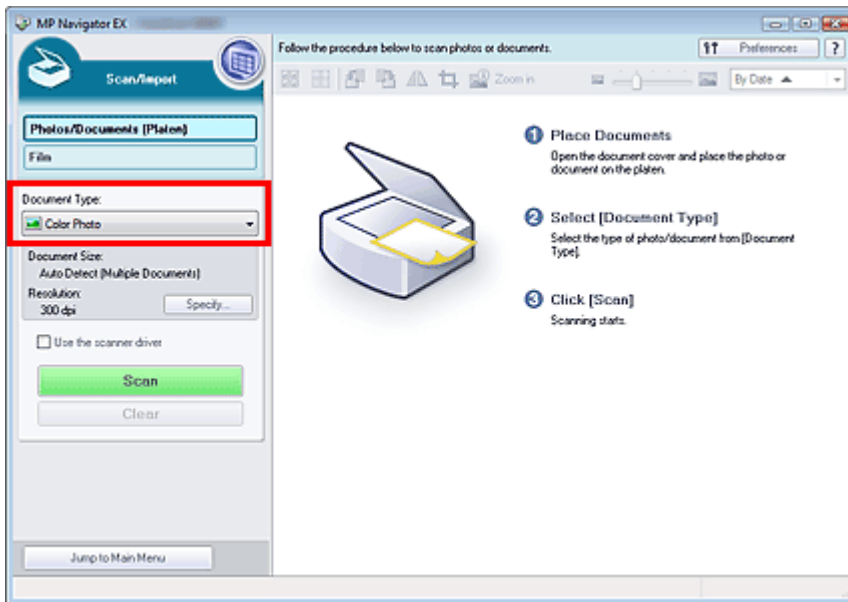 MP Navigator EX
Scan/Import
Photos/Documents (Platen)
Film
Document Type:
Color Photo
Document Size:
Auto Detect (Multiple Documents)
Resolution:
300 dpi
Specify...
Use the scanner driver
Scan
Clear
Jump to Main Menu
Follow the procedure below to scan photos or documents.
Preferences
?
Zoom in
By Date
1 Place Documents
Open the document cover and place the photo or
document on the platen.
2 Select [Document Type]
Select the type of photo/document from [Document
Type].
3 Click [Scan]
Scanning starts.